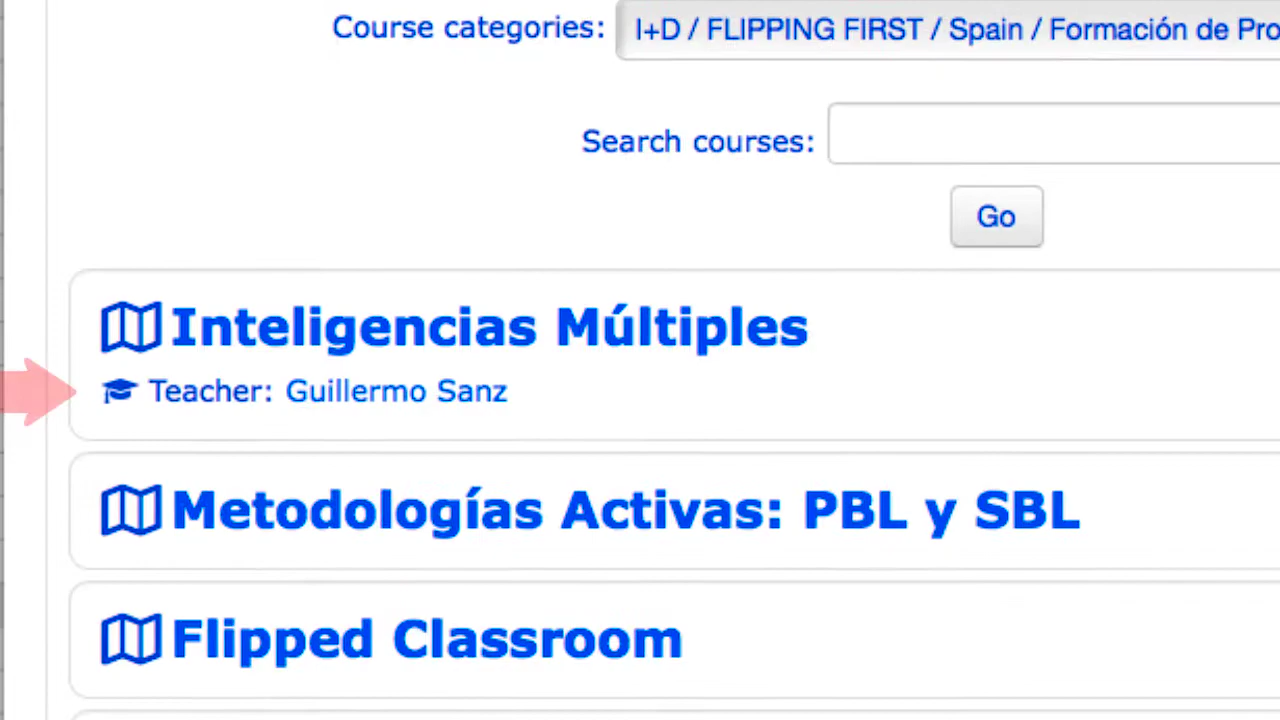 Course categories: I+D / FLIPPING FIRST / Spain / Formación de Pro
Search courses:
Go
Inteligencias Múltiples
Teacher: Guillermo Sanz
Metodologías Activas: PBL y SBL
Flipped Classroom